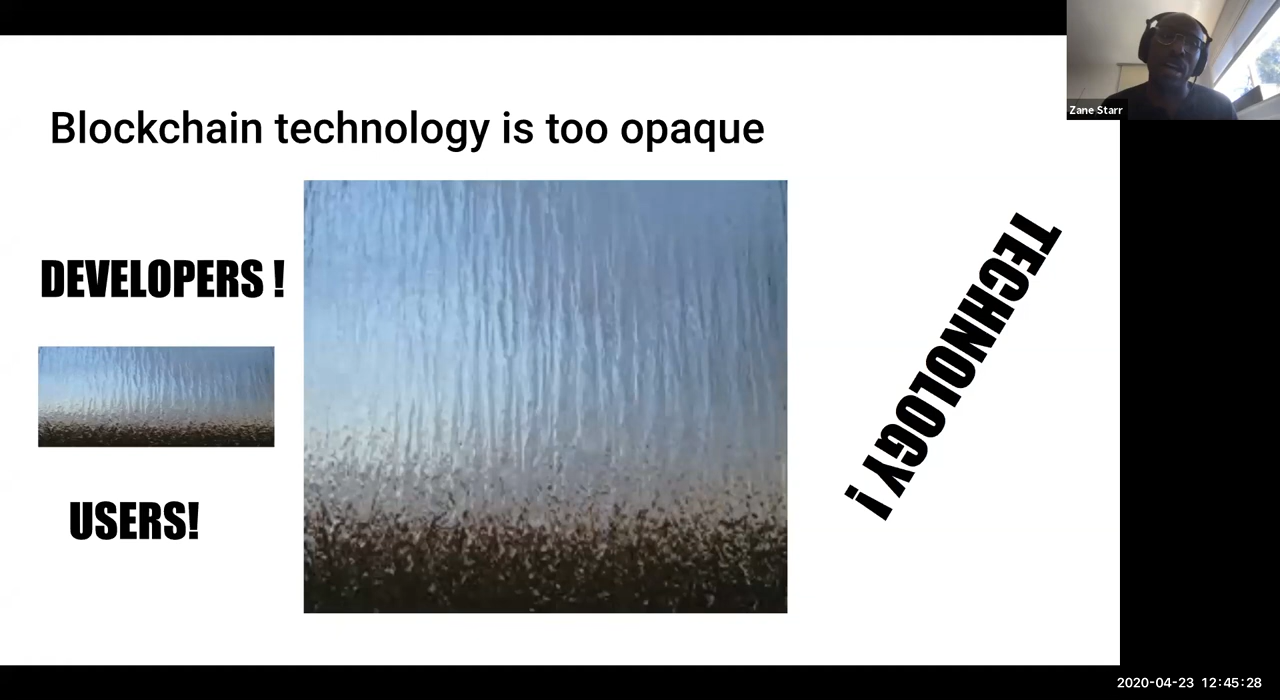 Zane Starr
Blockchain technology is too opaque
DEVELOPERS !
TECHNOLOGY !
USERS!
2020-04-23 12:45:28